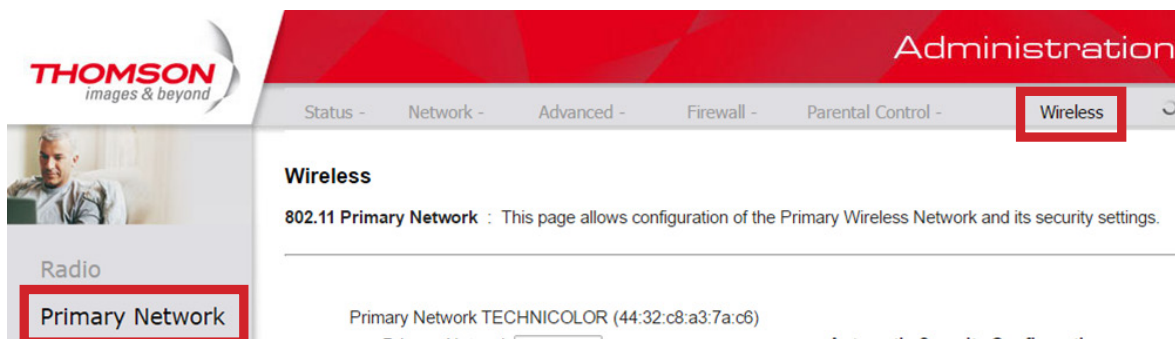 THOMSON
images & beyond
Administration
Status - Network - Advanced - Firewall - Parental Control - Wireless
Wireless
802.11 Primary Network : This page allows configuration of the Primary Wireless Network and its security settings.
Radio
Primary Network
Primary Network TECHNICOLOR (44:32:c8:a3:7a:c6)